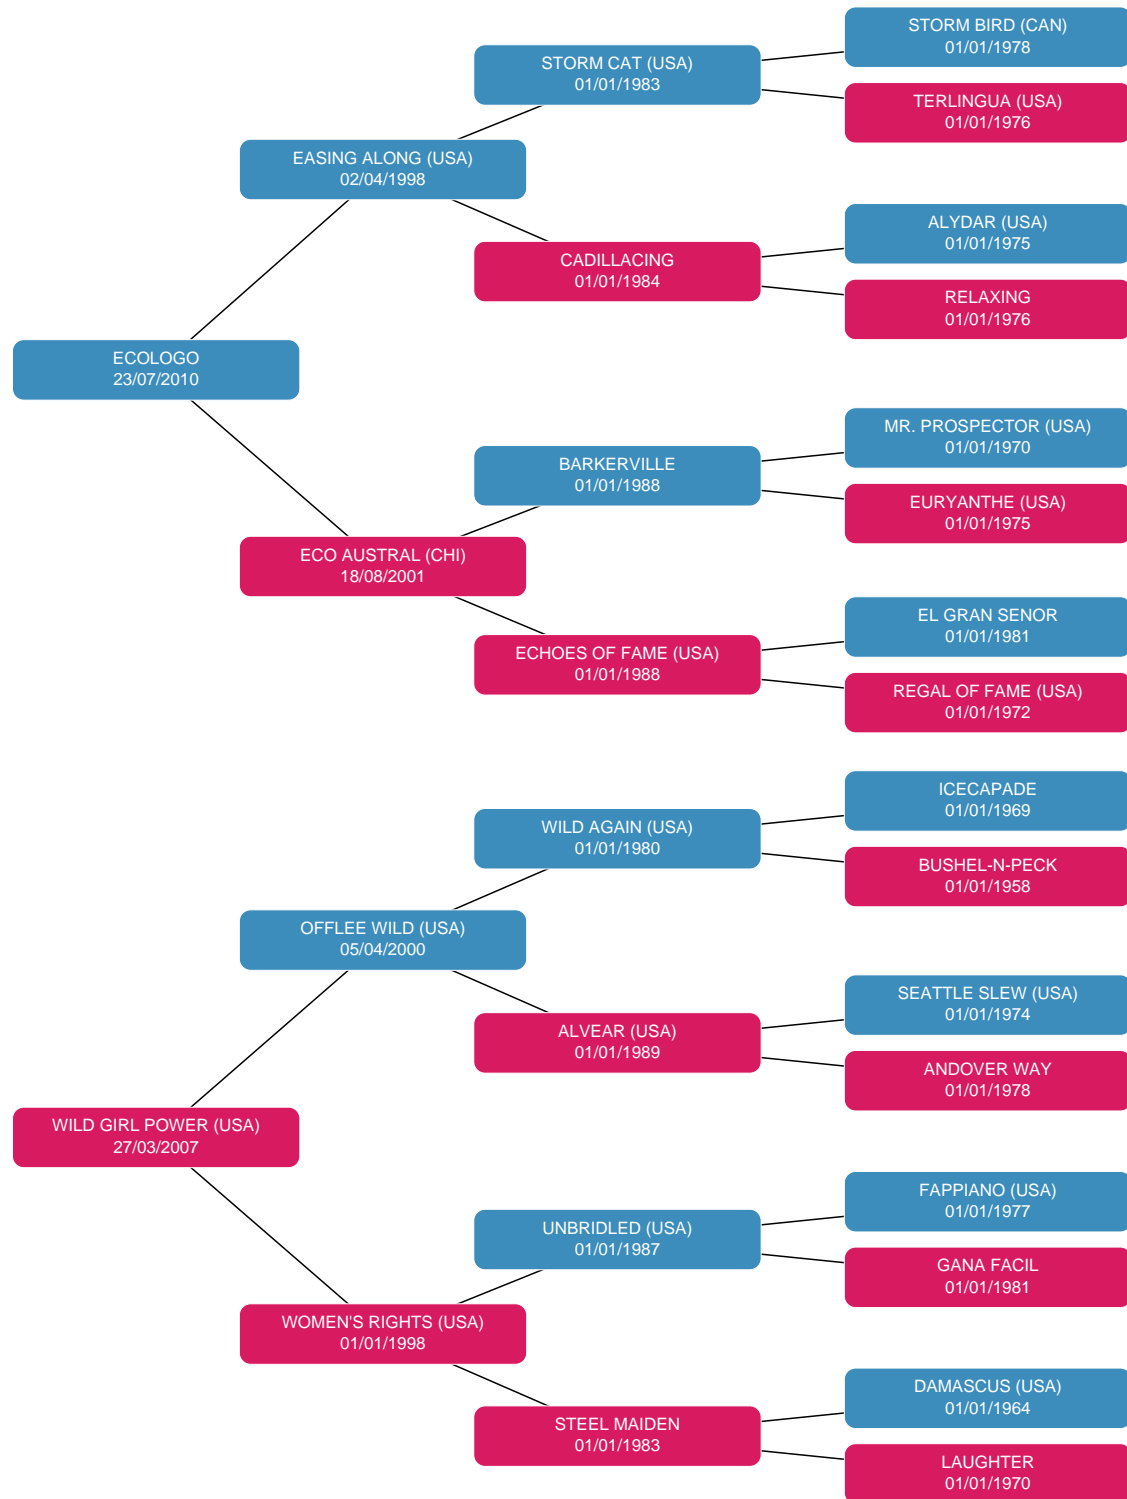 STORM BIRD (CAN)
01/01/1978
STORM CAT (USA)
01/01/1983
TERLINGUA (USA)
01/01/1976
EASING ALONG (USA)
02/04/1998
ALYDAR (USA)
01/01/1975
CADILLACING
01/01/1984
RELAXING
01/01/1976
ECOLOGO
23/07/2010
MR. PROSPECTOR (USA)
01/01/1970
BARKERVILLE
01/01/1988
EURYANTHE (USA)
01/01/1975
ECO AUSTRAL (CHI)
18/08/2001
EL GRAN SENOR
01/01/1981
ECHOES OF FAME (USA)
01/01/1988
REGAL OF FAME (USA)
01/01/1972
ICECAPADE
01/01/1969
WILD AGAIN (USA)
01/01/1980
BUSHEL-N-PECK
01/01/1958
OFFLEE WILD (USA)
05/04/2000
SEATTLE SLEW (USA)
01/01/1974
ALVEAR (USA)
01/01/1989
ANDOVER WAY
01/01/1978
WILD GIRL POWER (USA)
27/03/2007
FAPPIANO (USA)
01/01/1977
UNBRIDLED (USA)
01/01/1987
GANA FACIL
01/01/1981
WOMEN'S RIGHTS (USA)
01/01/1998
DAMASCUS (USA)
01/01/1964
STEEL MAIDEN
01/01/1983
LAUGHTER
01/01/1970